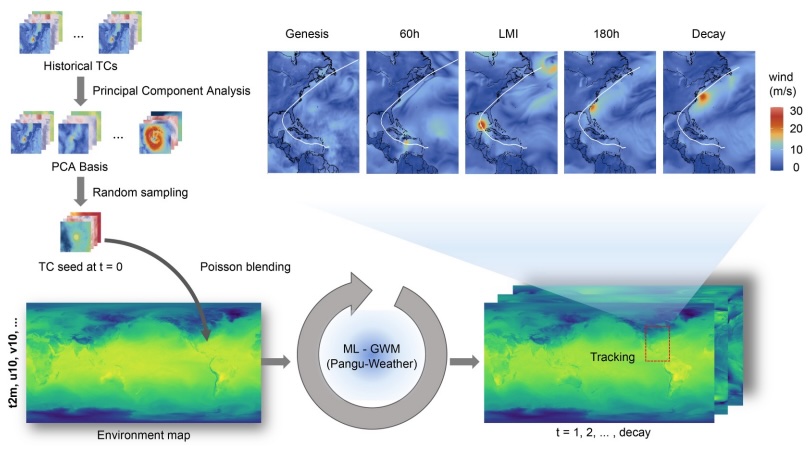 Genesis
60h
LMI
180h
Decay
wind
(m/s)
30
20
10
0
...
Historical TCs
Principal Component Analysis
...
PCA Basis
Random sampling
TC seed at t = 0
Poisson blending
t2m, u10, v10, ...
Environment map
ML - GWM
(Pangu-Weather)
Tracking
t = 1, 2, ... , decay